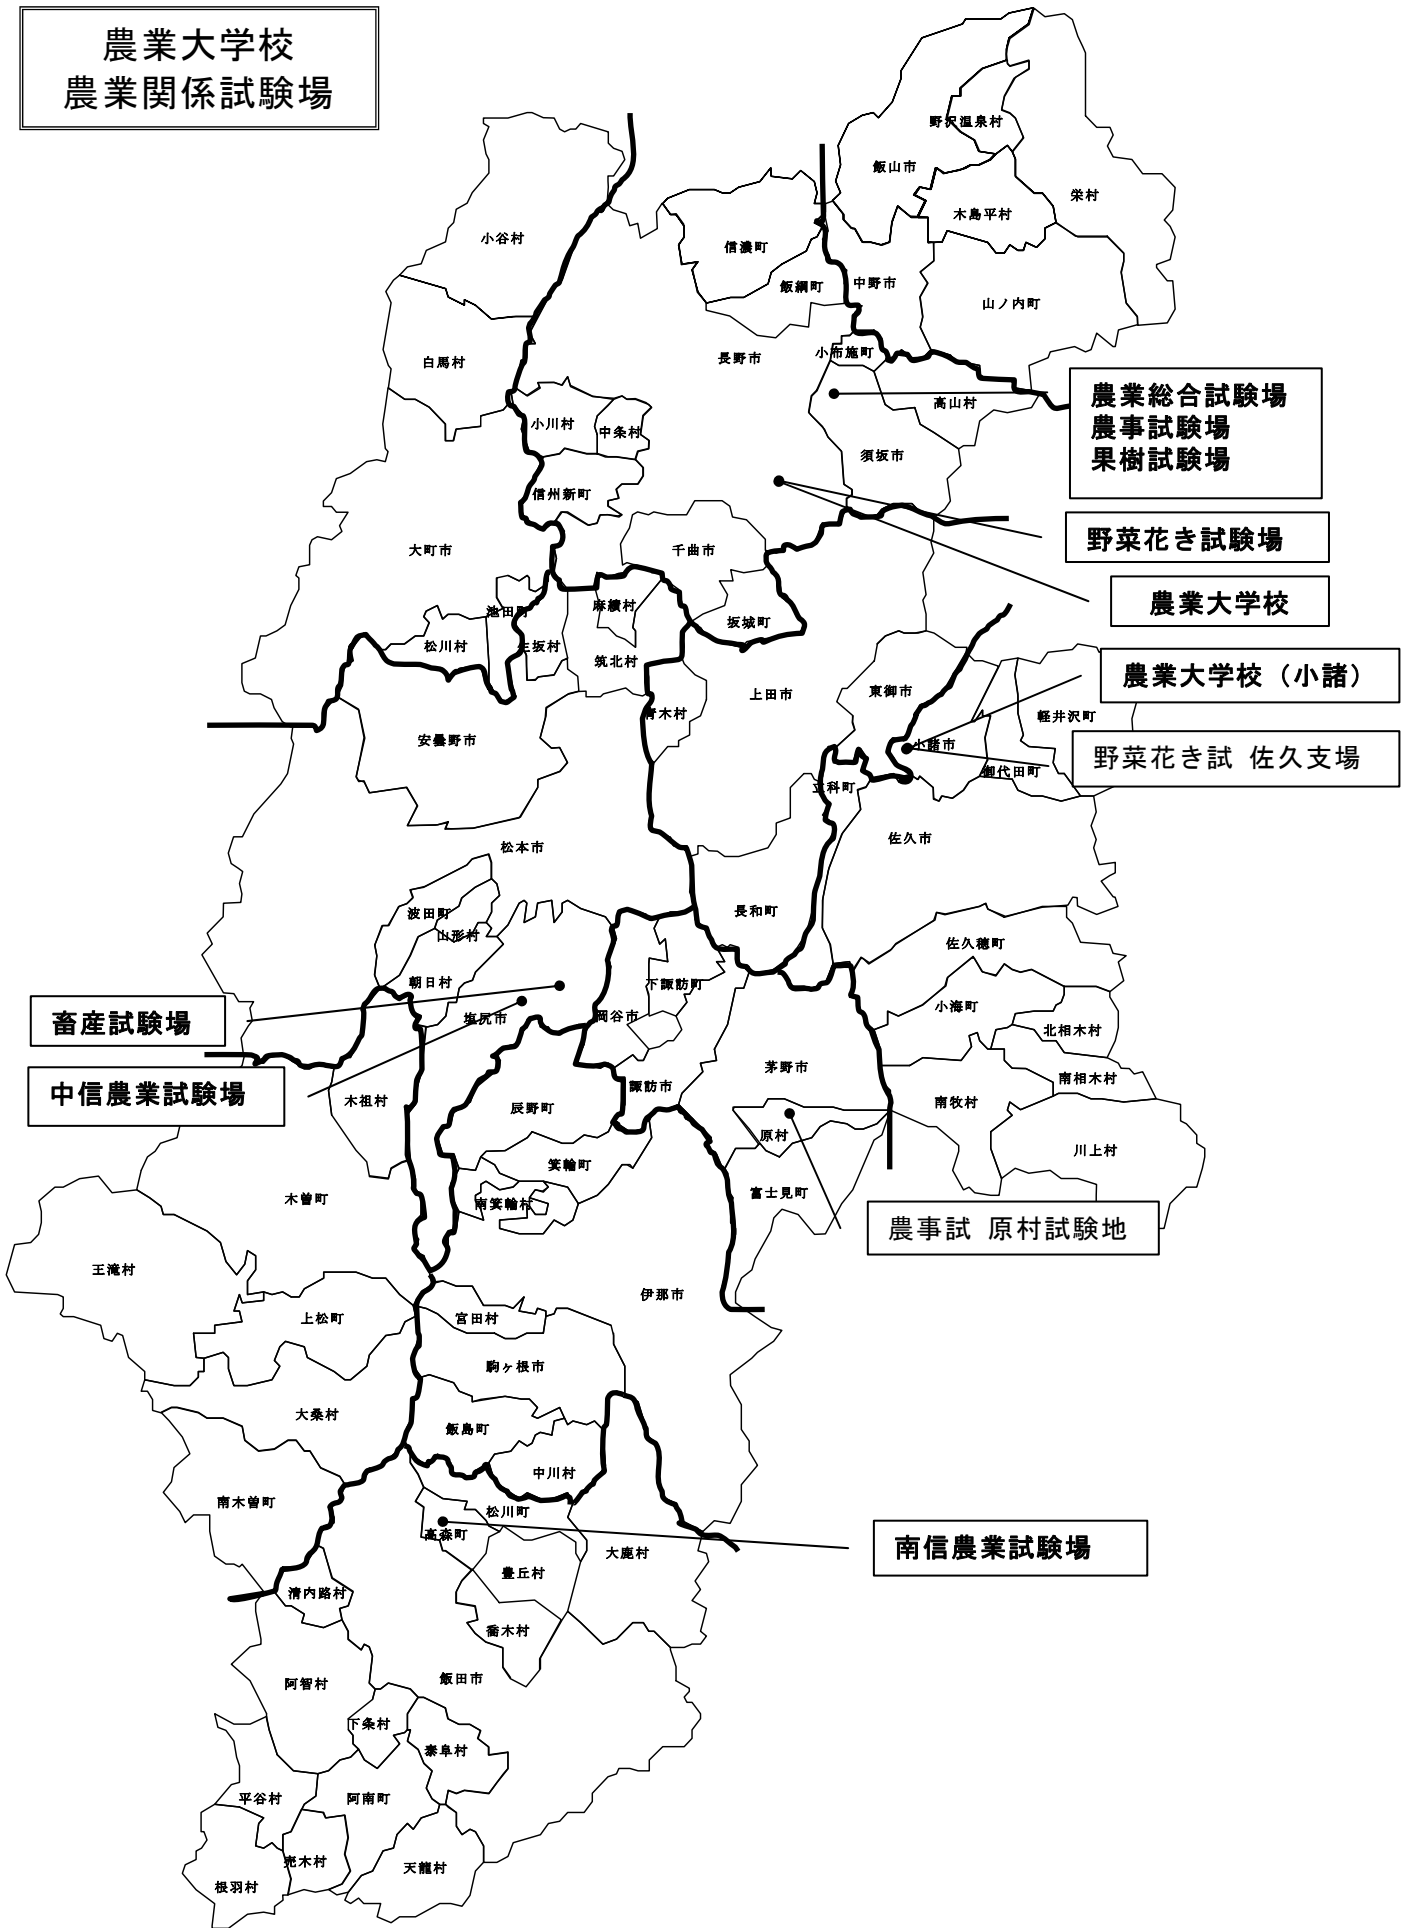 農業大学校
農業関係試験場
野沢温泉村
飯山市
栄村
木島平村
小谷村
信濃町
飯綱町
中野市
山ノ内町
白馬村
長野市
小布施町
高山村
農業総合試験場
農事試験場
果樹試験場
小川村
中条村
須坂市
信州新町
野菜花き試験場
大町市
千曲市
農業大学校
池田町
麻績村
坂城町
松川村
生坂村
筑北村
農業大学校(小諸)
上田市
東御市
青木村
軽井沢町
安曇野市
小諸市
野菜花き試 佐久支場
御代田町
立科町
佐久市
松本市
波田町
長和町
山形村
佐久穂町
朝日村
下諏訪町
小海町
畜産試験場
塩尻市
岡谷市
北相木村
茅野市
南相木村
中信農業試験場
木祖村
辰野町
諏訪市
南牧村
原村
川上村
箕輪町
木曽町
南箕輪村
富士見町
農事試 原村試験地
王滝村
伊那市
上松町
宮田村
駒ヶ根市
大桑村
飯島町
中川村
南木曽町
松川町
高森町
南信農業試験場
大鹿村
豊丘村
清内路村
喬木村
飯田市
阿智村
下条村
泰阜村
平谷村
阿南町
売木村
天龍村
根羽村